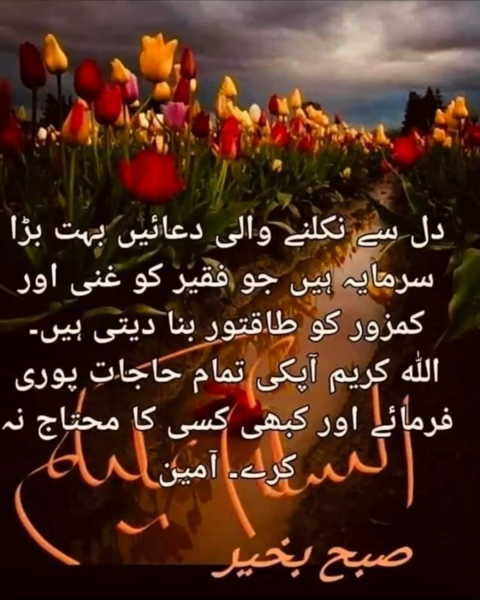 دل سے نکلنے والی دعائیں بہت بڑا
سرمایہ ہیں جو فقیر کو غنی اور
کمزور کو طاقتور بنا دیتی ہیں۔
اللہ کریم آپکی تمام حاجات پوری
فرمائے اور کبھی کسی کا محتاج نہ
کرے۔ آمین
السلام علیکم
صبح بخیر